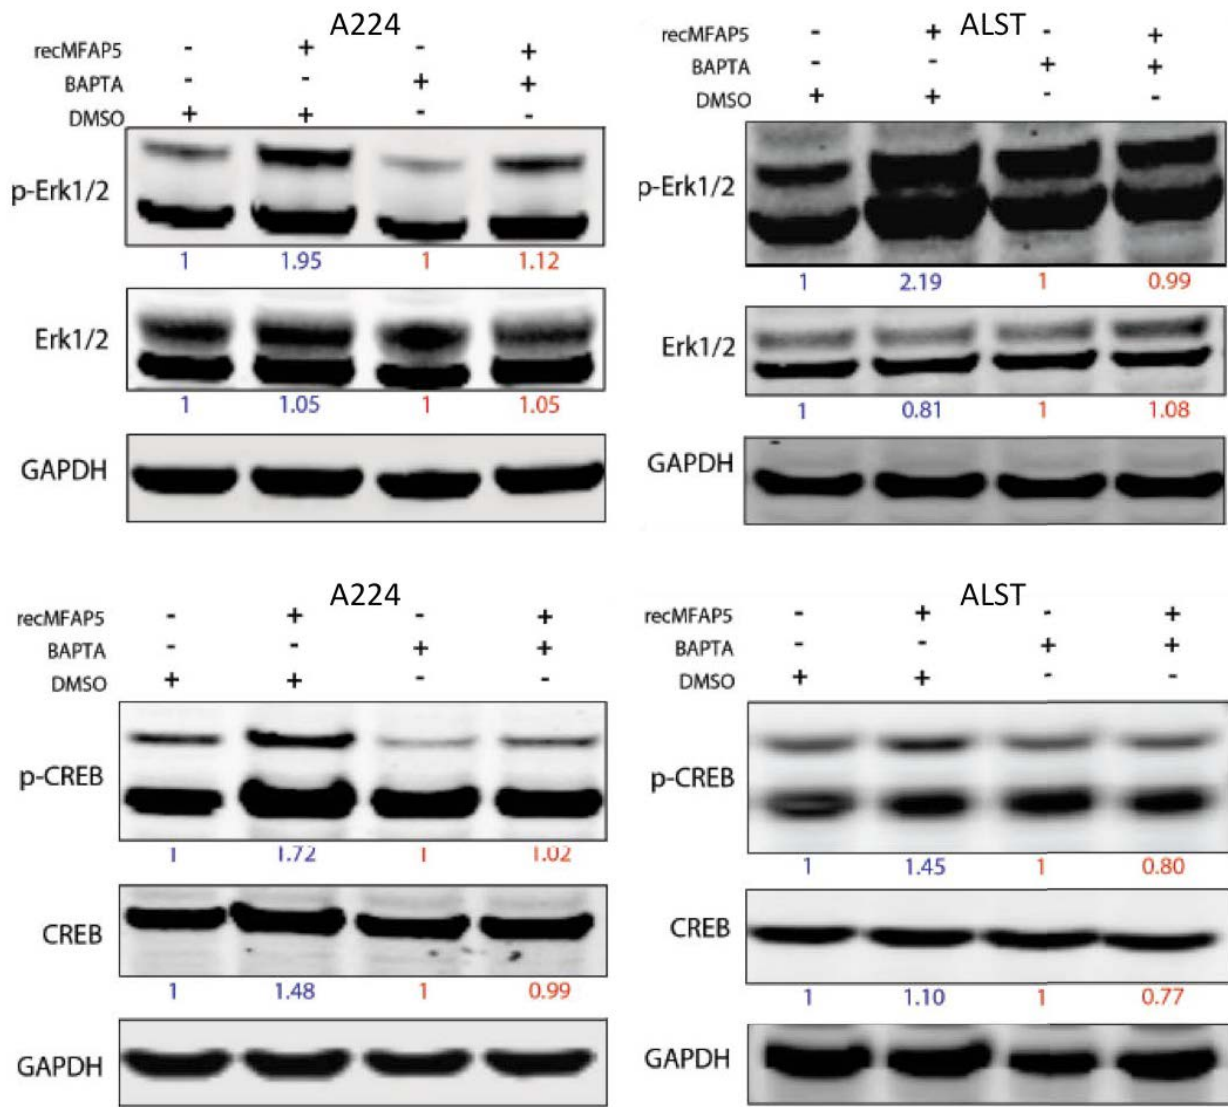 A224
recMFAP5 - + - +
BAPTA - - + +
DMSO + + - -
p-Erk1/2
1 1.95 1 1.12
Erk1/2
1 1.05 1 1.05
GAPDH
ALST
recMFAP5 - + - +
BAPTA - - + +
DMSO + + - -
p-Erk1/2
1 2.19 1 0.99
Erk1/2
1 0.81 1 1.08
GAPDH
A224
recMFAP5 - + - +
BAPTA - - + +
DMSO + + - -
p-CREB
1 1.72 1 1.02
CREB
1 1.48 1 0.99
GAPDH
ALST
recMFAP5 - + - +
BAPTA - - + +
DMSO + + - -
p-CREB
1 1.45 1 0.80
CREB
1 1.10 1 0.77
GAPDH